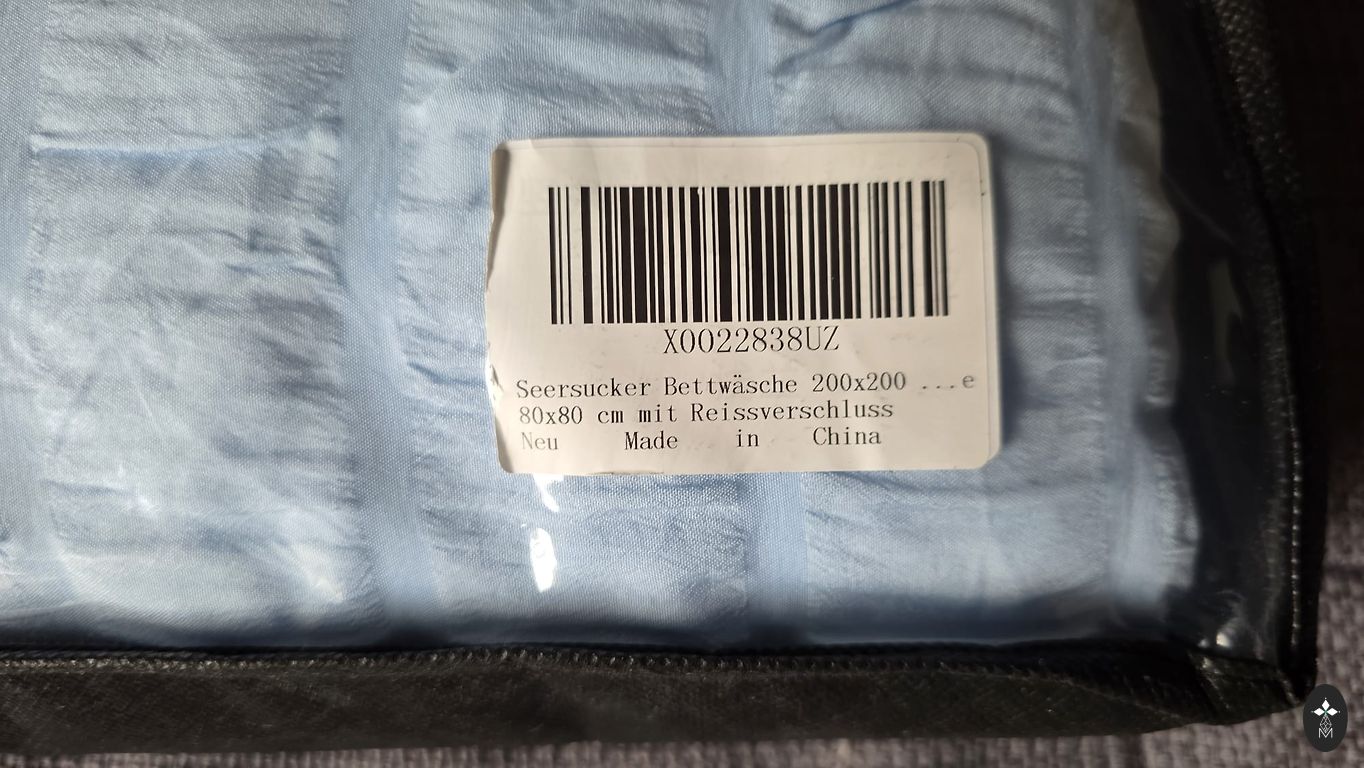 X0022838UZ
Seersucker Bettwäsche 200x200 ...e
80x80 cm mit Reissverschluss
Neu Made in China
M